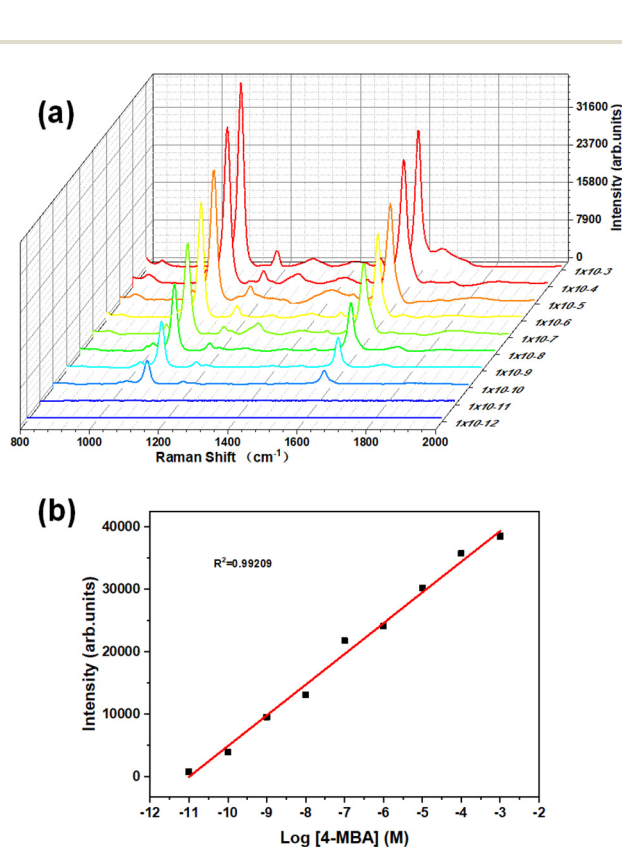 (a)
31600
23700
15800
7900
0
Intensity (arb.units)
1x10-3
1x10-4
1x10-5
1x10-6
1x10-7
1x10-8
1x10-9
1x10-10
1x10-11
1x10-12
800 1000 1200 1400 1600 1800 2000
Raman Shift (cm⁻¹)
(b)
40000
30000
20000
10000
0
Intensity (arb.units)
R²=0.99209
-12 -11 -10 -9 -8 -7 -6 -5 -4 -3 -2
Log [4-MBA] (M)